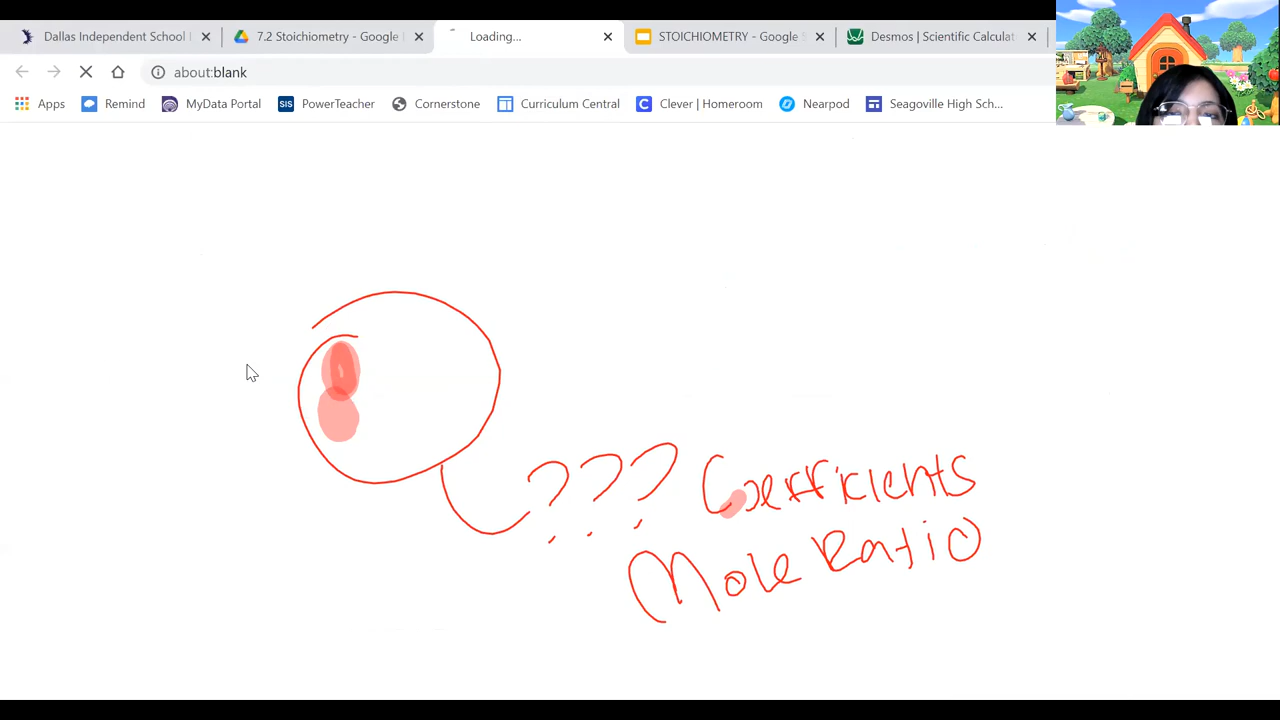 Dallas Independent School
7.2 Stoichiometry - Google
Loading...
STOICHIOMETRY - Google S
Desmos | Scientific Calculat
about:blank
Apps Remind MyData Portal SIS PowerTeacher Cornerstone Curriculum Central Clever | Homeroom Nearpod Seagoville High Sch...
??? Coefficients
Mole Ratio